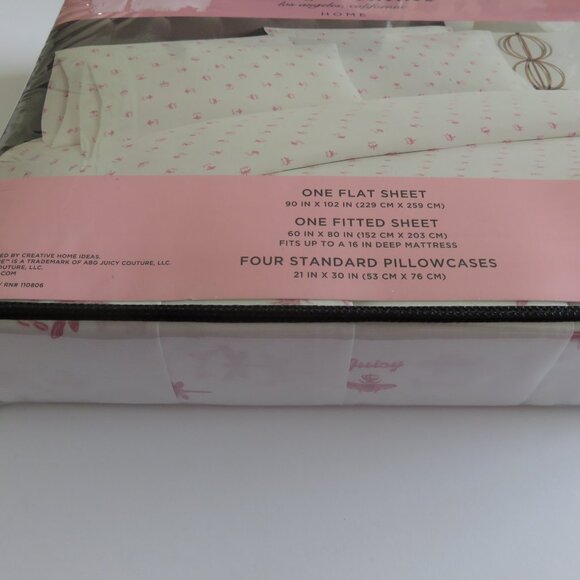 los angeles, california
HOME
ONE FLAT SHEET
90 IN X 102 IN (229 CM X 259 CM)
ONE FITTED SHEET
60 IN X 80 IN (152 CM X 203 CM)
FITS UP TO A 16 IN DEEP MATTRESS
FOUR STANDARD PILLOWCASES
21 IN X 30 IN (53 CM X 76 CM)
ED BY CREATIVE HOME IDEAS.
E™ IS A TRADEMARK OF ABG JUICY COUTURE, LLC.
OUTURE, LLC.
.COM
/ RN# 110806
Juicy